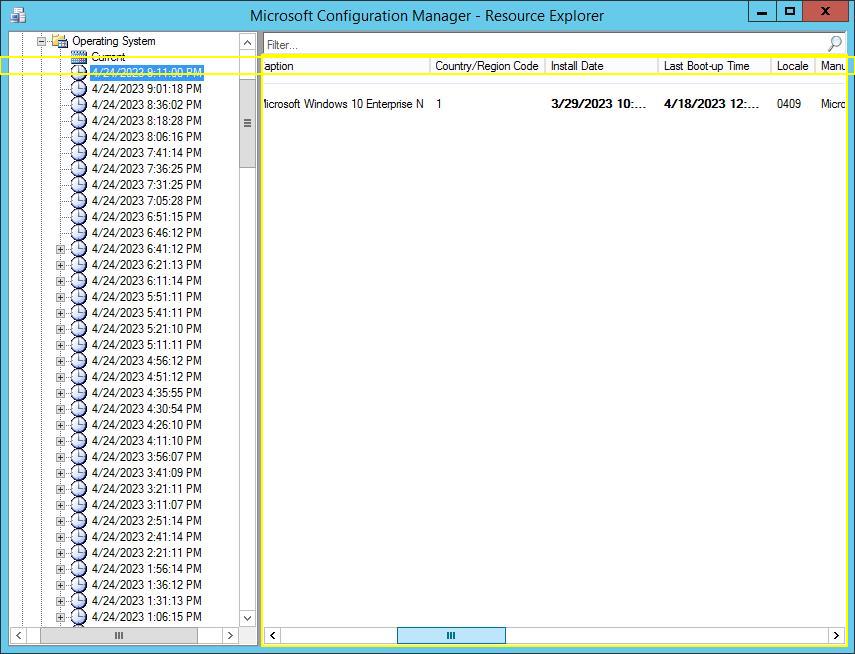 Microsoft Configuration Manager - Resource Explorer
Operating System
Current
4/24/2023 9:11:00 PM
4/24/2023 9:01:18 PM
4/24/2023 8:36:02 PM
4/24/2023 8:18:28 PM
4/24/2023 8:06:16 PM
4/24/2023 7:41:14 PM
4/24/2023 7:36:25 PM
4/24/2023 7:31:25 PM
4/24/2023 7:05:28 PM
4/24/2023 6:51:15 PM
4/24/2023 6:46:12 PM
4/24/2023 6:41:12 PM
4/24/2023 6:21:13 PM
4/24/2023 6:11:14 PM
4/24/2023 5:51:11 PM
4/24/2023 5:41:11 PM
4/24/2023 5:21:10 PM
4/24/2023 5:11:11 PM
4/24/2023 4:56:12 PM
4/24/2023 4:51:12 PM
4/24/2023 4:35:55 PM
4/24/2023 4:30:54 PM
4/24/2023 4:26:10 PM
4/24/2023 4:11:10 PM
4/24/2023 3:56:07 PM
4/24/2023 3:41:09 PM
4/24/2023 3:21:11 PM
4/24/2023 3:11:07 PM
4/24/2023 2:51:14 PM
4/24/2023 2:41:14 PM
4/24/2023 2:21:11 PM
4/24/2023 1:56:14 PM
4/24/2023 1:36:12 PM
4/24/2023 1:31:13 PM
4/24/2023 1:06:15 PM
Filter...
aption Country/Region Code Install Date Last Boot-up Time Locale Manu
icrosoft Windows 10 Enterprise N 1 3/29/2023 10:... 4/18/2023 12:... 0409 Micro